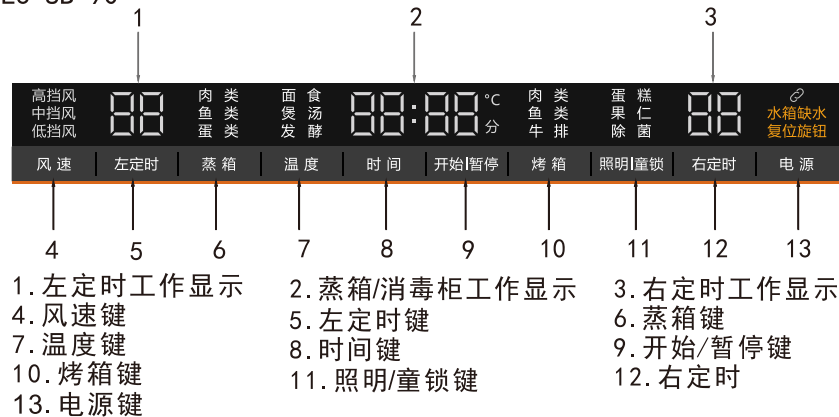 1 2 3
高挡风 88 肉类 面食 88:88 ℃ 肉类 蛋糕 88
中挡风 鱼类 煲汤 鱼类 果仁 水箱缺水
低挡风 蛋类 发酵 分 牛排 除菌 复位旋钮
风速 左定时 蒸箱 温度 时间 开始|暂停 烤箱 照明|童锁 右定时 电源
4 5 6 7 8 9 10 11 12 13
1.左定时工作显示 2.蒸箱/消毒柜工作显示 3.右定时工作显示
4.风速键 5.左定时键 6.蒸箱键
7.温度键 8.时间键 9.开始/暂停键
10.烤箱键 11.照明/童锁键 12.右定时
13.电源键